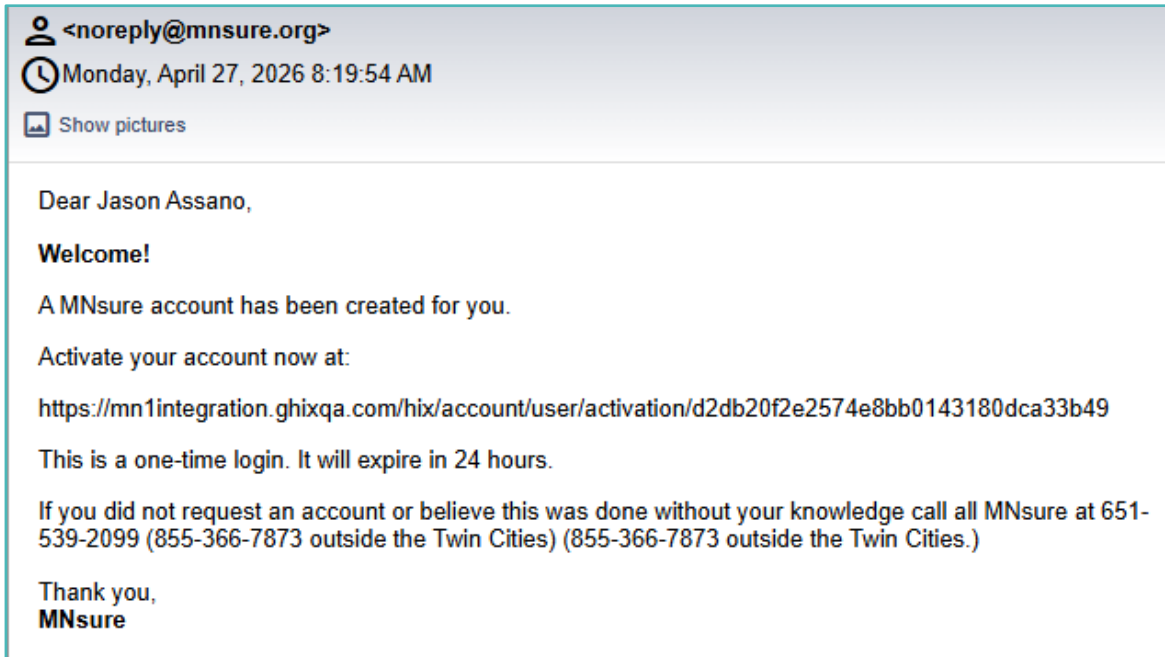 <noreply@mnsure.org>
Monday, April 27, 2026 8:19:54 AM
Show pictures
Dear Jason Assano,
Welcome!
A MNsure account has been created for you.
Activate your account now at:
https://mn1integration.ghixqa.com/hix/account/user/activation/d2db20f2e2574e8bb0143180dca33b49
This is a one-time login. It will expire in 24 hours.
If you did not request an account or believe this was done without your knowledge call all MNsure at 651-
539-2099 (855-366-7873 outside the Twin Cities) (855-366-7873 outside the Twin Cities.)
Thank you,
MNsure